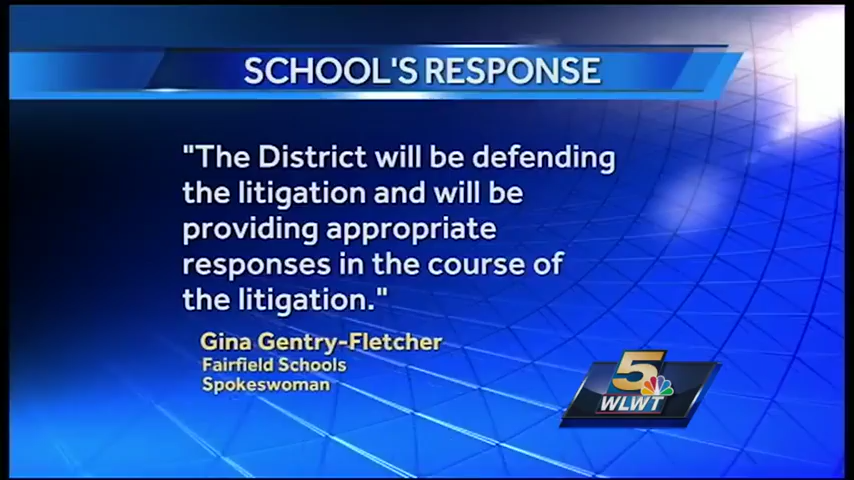 SCHOOL'S RESPONSE
"The District will be defending
the litigation and will be
providing appropriate
responses in the course of
the litigation."
Gina Gentry-Fletcher
Fairfield Schools
Spokeswoman
5
WLWT